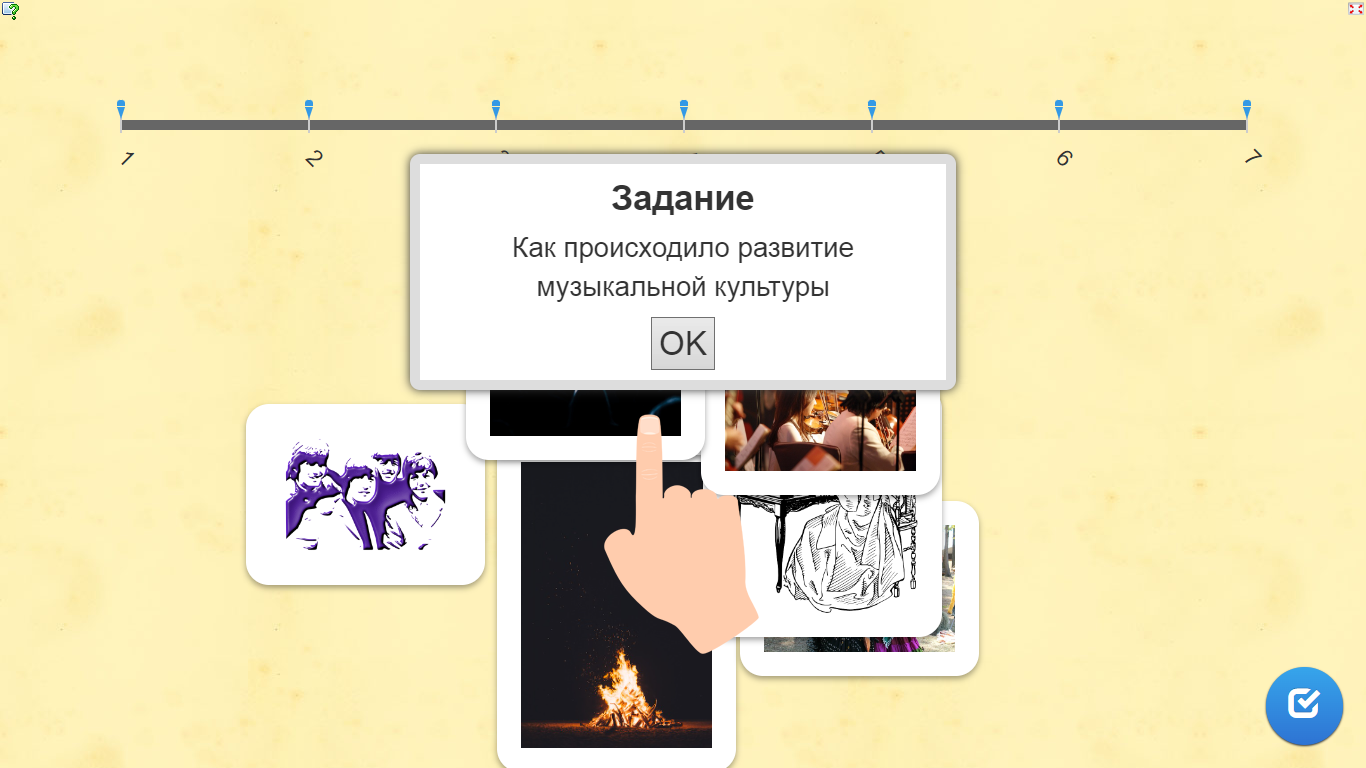 1 2 6 7
Задание
Как происходило развитие
музыкальной культуры
OK